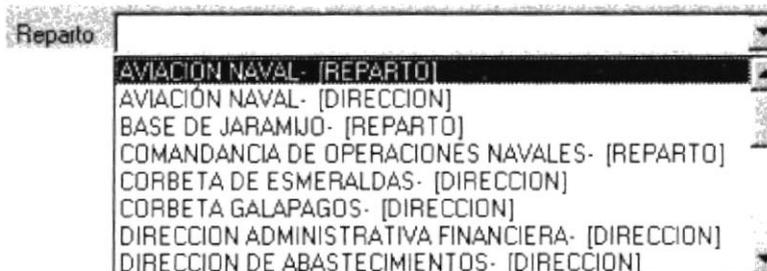 Reparto
AVIACIÓN NAVAL- [REPARTO]
AVIACIÓN NAVAL- [DIRECCION]
BASE DE JARAMIJO- [REPARTO]
COMANDANCIA DE OPERACIONES NAVALES- [REPARTO]
CORBETA DE ESMERALDAS- [DIRECCION]
CORBETA GALAPAGOS- [DIRECCION]
DIRECCION ADMINISTRATIVA FINANCIERA- [DIRECCION]
DIRECCION DE ABASTECIMIENTOS- [DIRECCION]